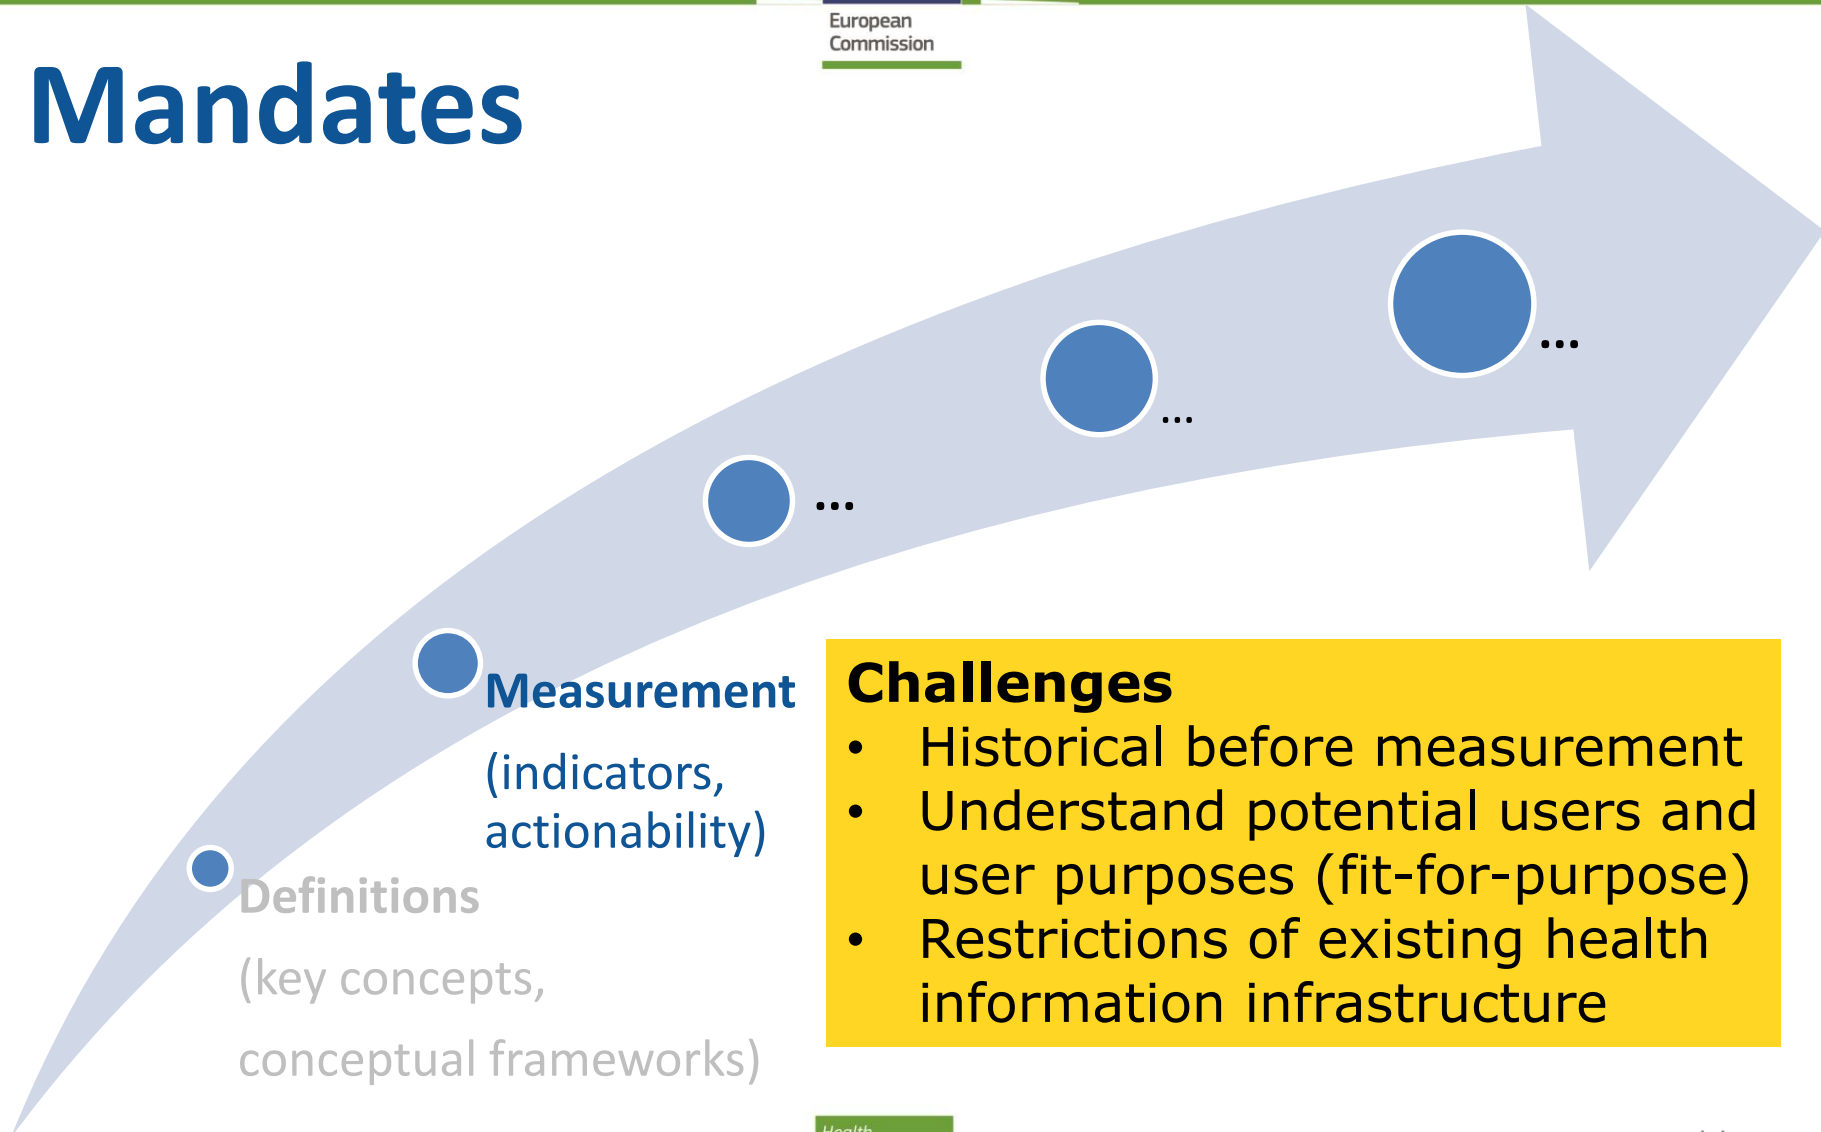 European
Commission
Mandates
...
...
...
Measurement
(indicators,
actionability)
Definitions
(key concepts,
conceptual frameworks)
Challenges
• Historical before measurement
• Understand potential users and
user purposes (fit-for-purpose)
• Restrictions of existing health
information infrastructure
Health